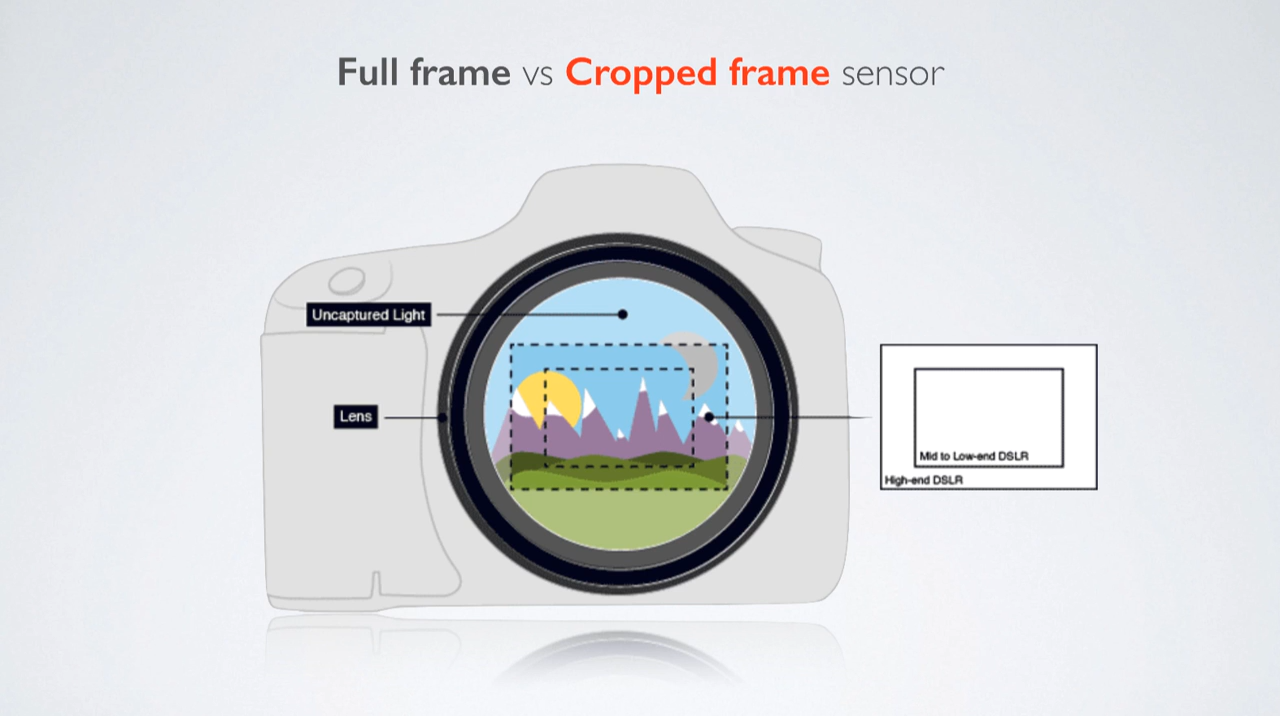 Full frame vs Cropped frame sensor
Uncaptured Light
Lens
Mid to Low-end DSLR
High-end DSLR